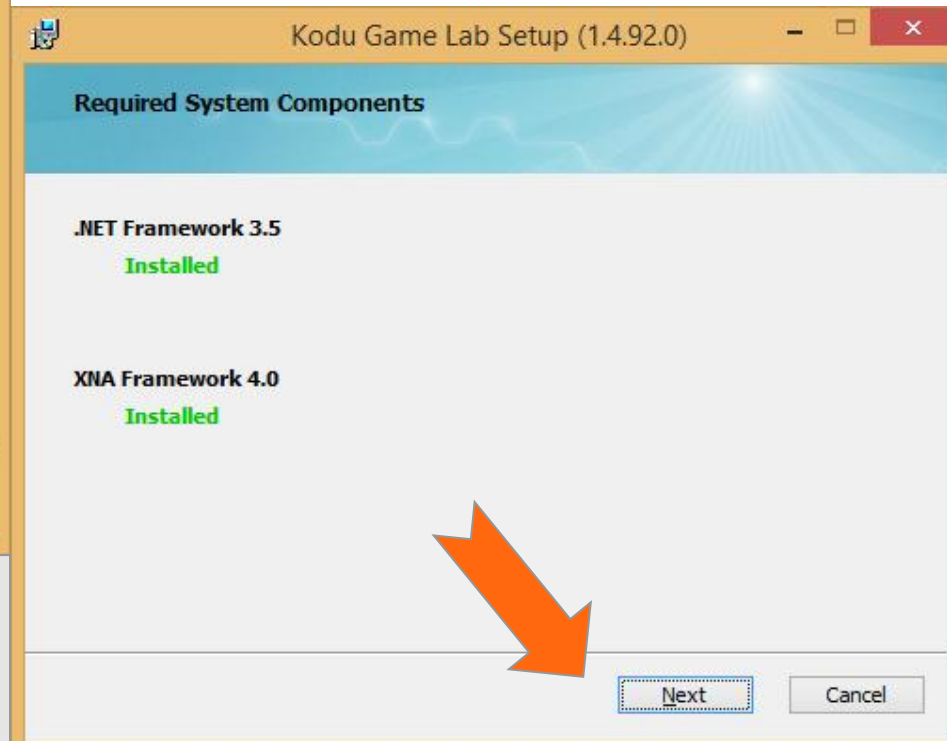 Kodu Game Lab Setup (1.4.92.0)
Required System Components
.NET Framework 3.5
Installed
XNA Framework 4.0
Installed
Next
Cancel